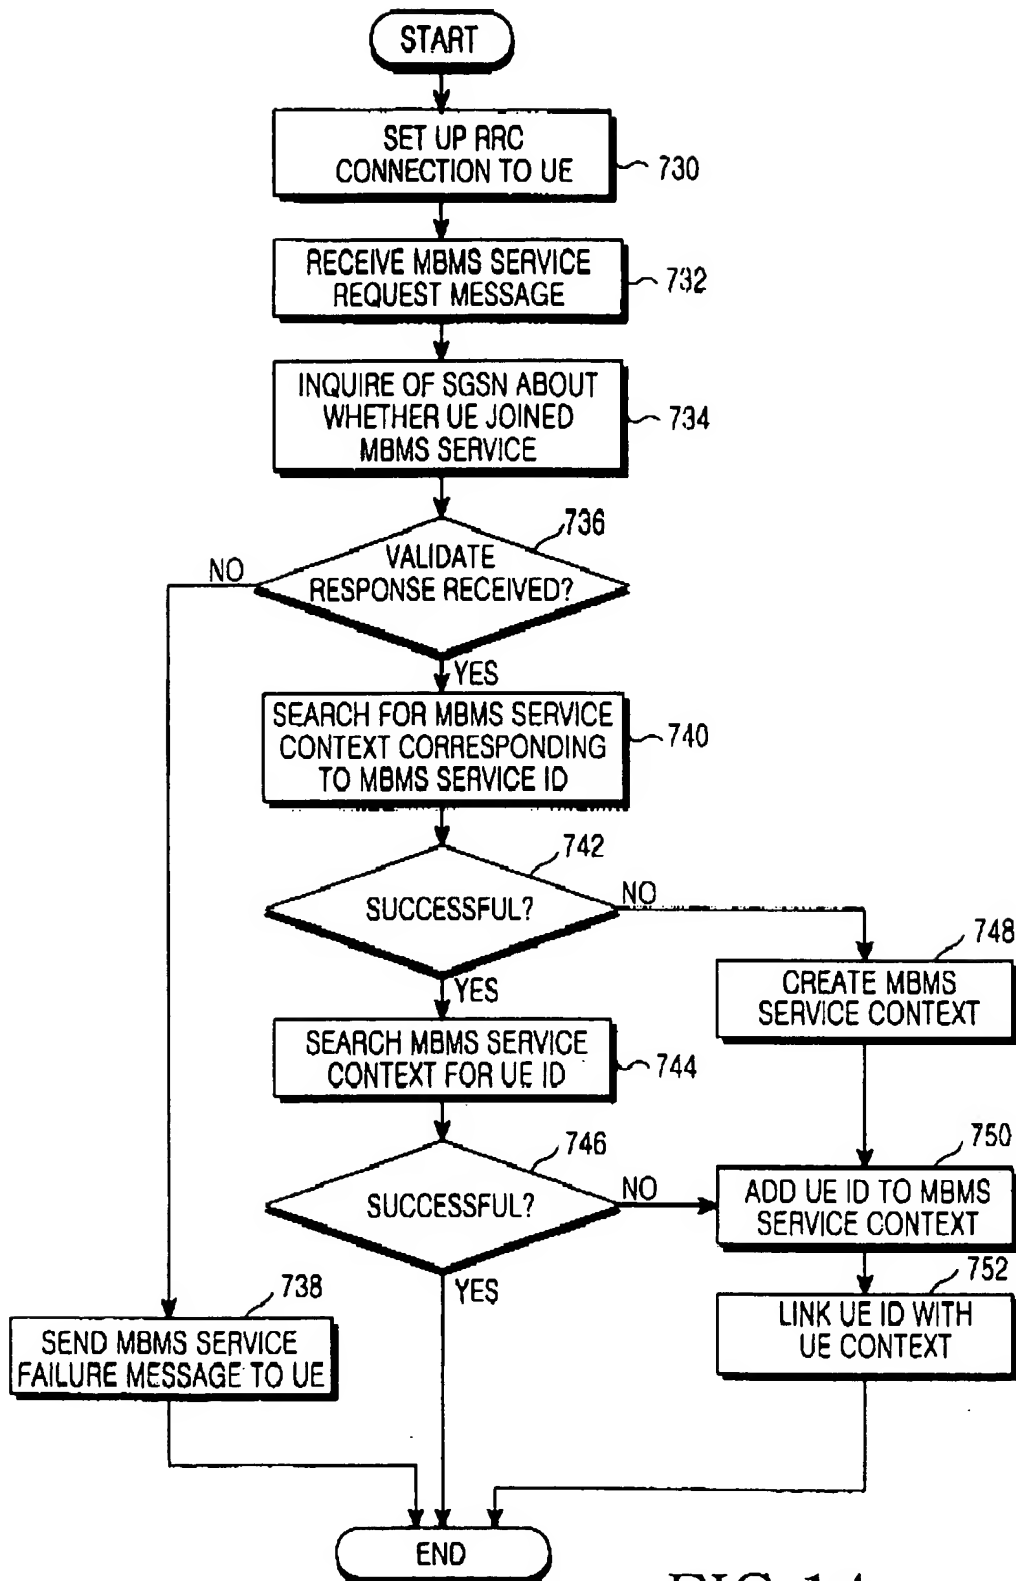 START
SET UP RRC
CONNECTION TO UE
730
RECEIVE MBMS SERVICE
REQUEST MESSAGE
732
INQUIRE OF SGSN ABOUT
WHETHER UE JOINED
MBMS SERVICE
734
736
VALIDATE
RESPONSE RECEIVED?
NO
YES
SEARCH FOR MBMS SERVICE
CONTEXT CORRESPONDING
TO MBMS SERVICE ID
740
742
SUCCESSFUL?
NO
YES
748
CREATE MBMS
SERVICE CONTEXT
SEARCH MBMS SERVICE
CONTEXT FOR UE ID
744
746
SUCCESSFUL?
NO
YES
750
ADD UE ID TO MBMS
SERVICE CONTEXT
752
LINK UE ID WITH
UE CONTEXT
738
SEND MBMS SERVICE
FAILURE MESSAGE TO UE
END
FIG. 14